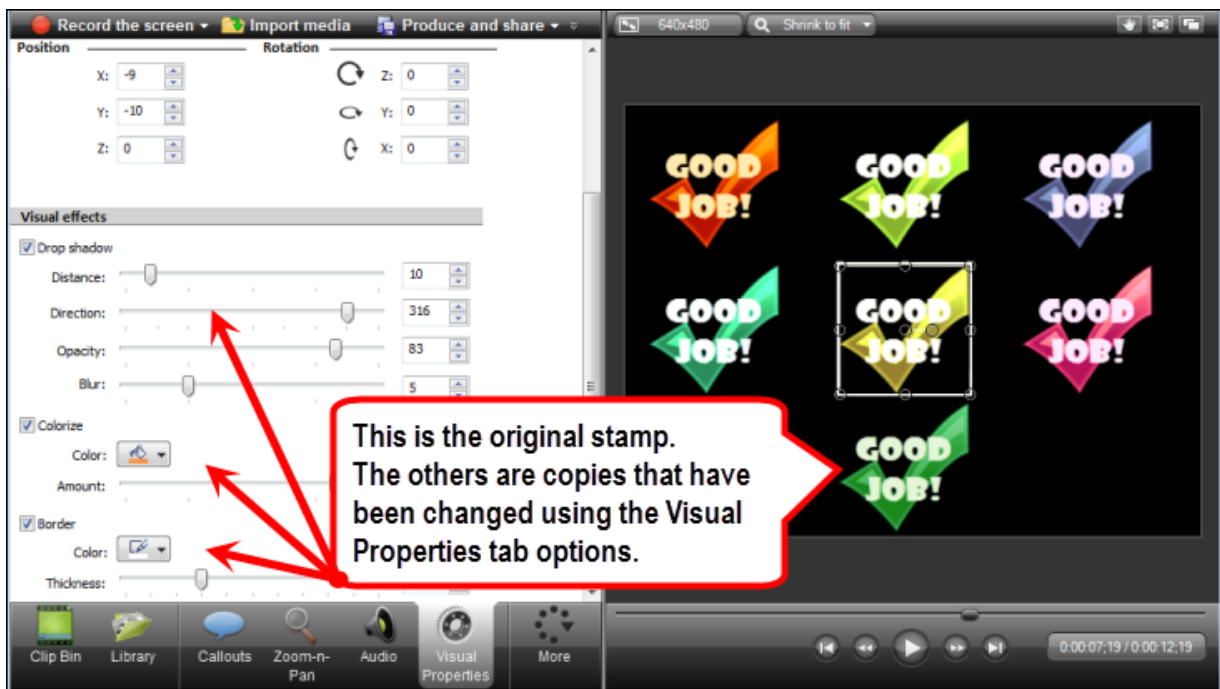 Record the screen Import media Produce and share
Position Rotation
X: -9 Z: 0
Y: -10 Y: 0
Z: 0 X: 0
Visual effects
Drop shadow
Distance: 10
Direction: 316
Opacity: 83
Blur: 5
Colorize
Color:
Amount:
Border
Color:
Thickness:
Clip Bin Library Callouts Zoom-n-Pan Audio Visual Properties More
640x480 Shrink to fit
GOOD JOB!
GOOD JOB!
GOOD JOB!
GOOD JOB!
GOOD JOB!
GOOD JOB!
GOOD JOB!
This is the original stamp.
The others are copies that have
been changed using the Visual
Properties tab options.
0:00:07;19 / 0:00:12;19